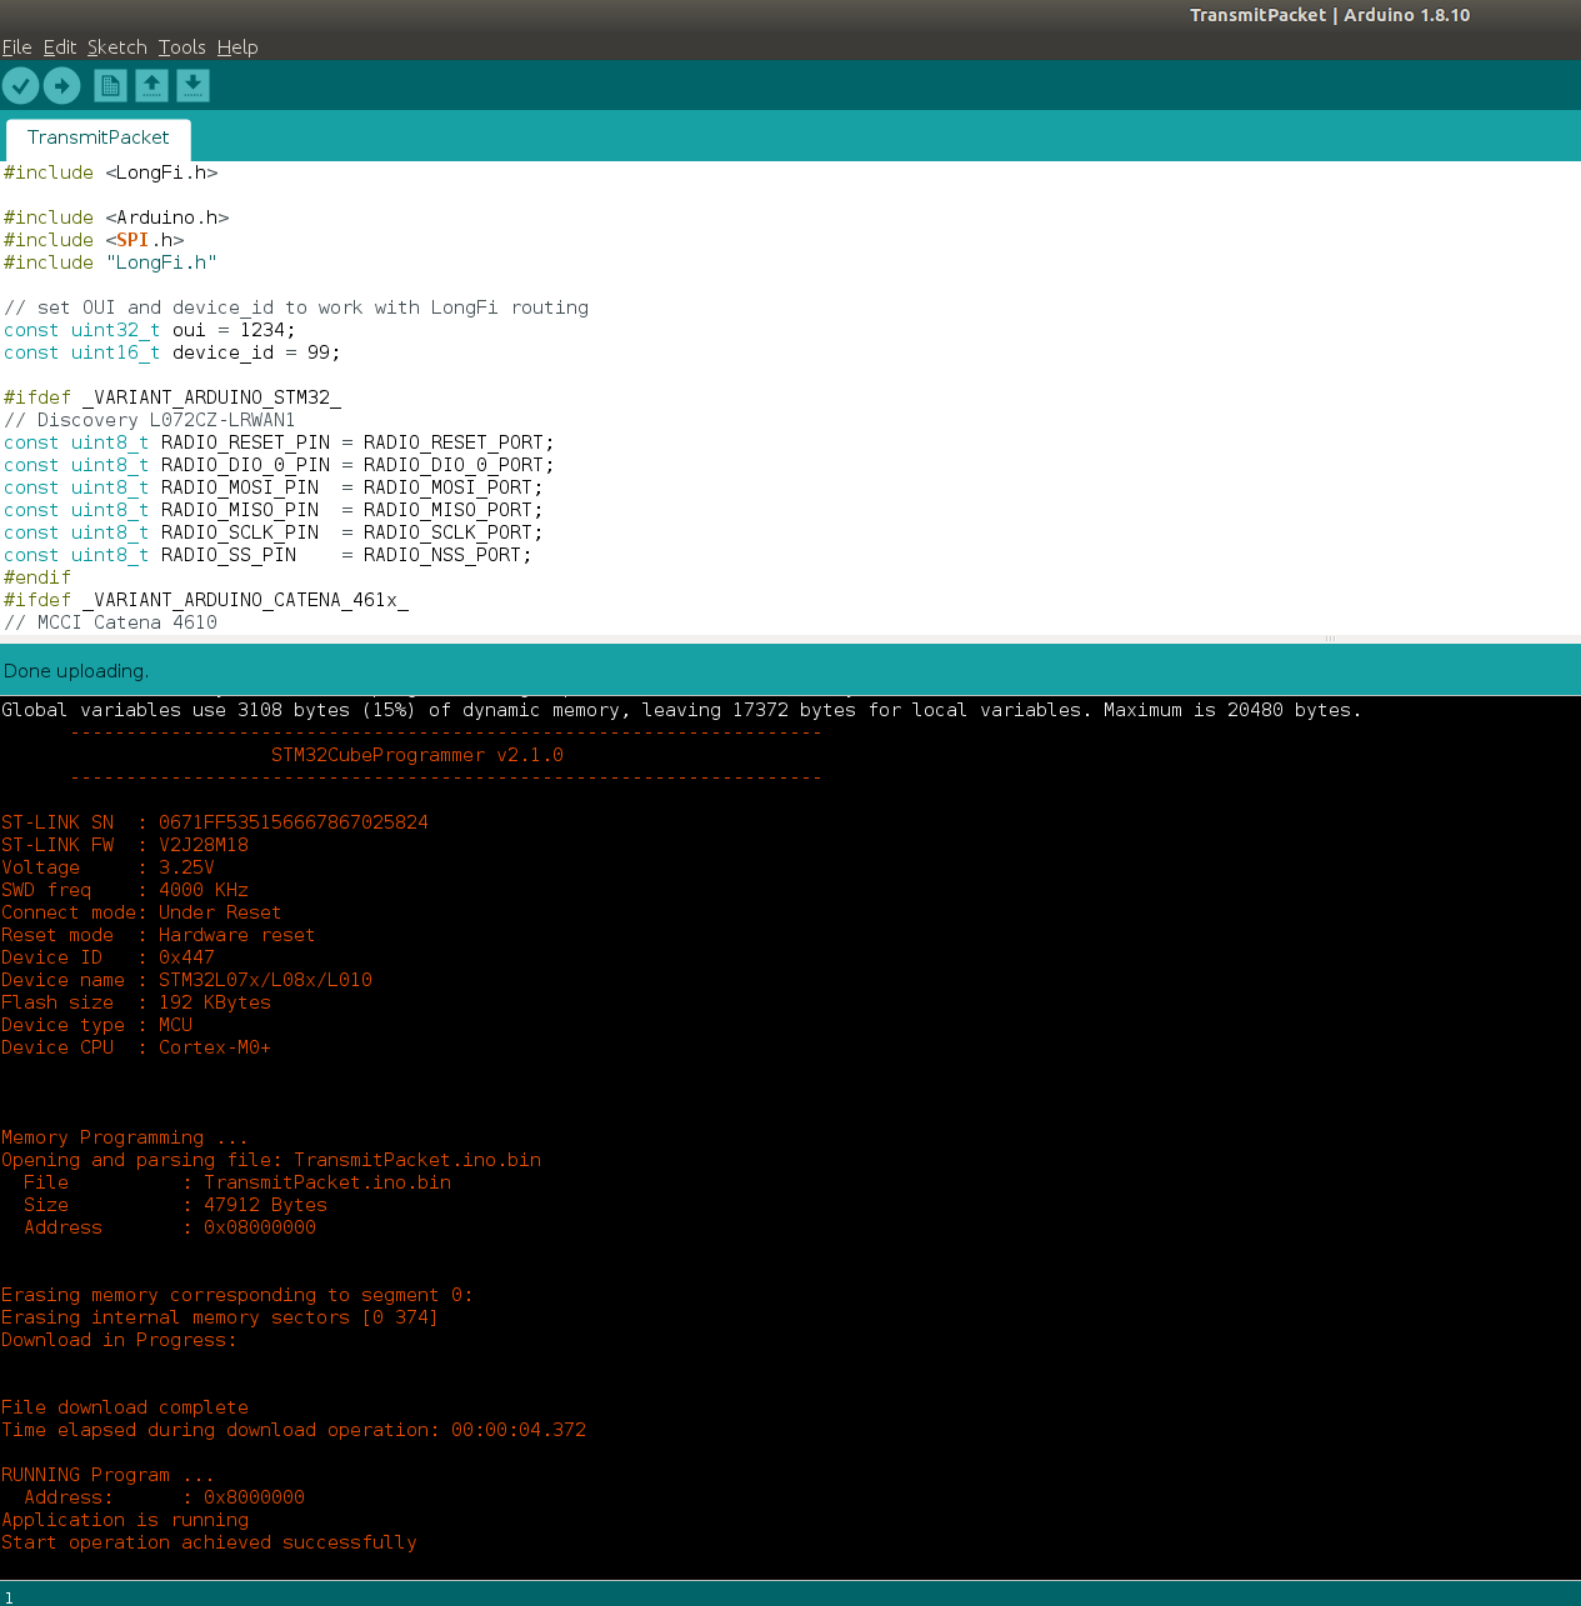 TransmitPacket | Arduino 1.8.10
File Edit Sketch Tools Help
TransmitPacket
#include <LongFi.h>
#include <Arduino.h>
#include <SPI.h>
#include "LongFi.h"
// set OUI and device_id to work with LongFi routing
const uint32_t oui = 1234;
const uint16_t device_id = 99;
#ifdef _VARIANT_ARDUINO_STM32_
// Discovery L072CZ-LRWAN1
const uint8_t RADIO_RESET_PIN = RADIO_RESET_PORT;
const uint8_t RADIO_DIO_0_PIN = RADIO_DIO_0_PORT;
const uint8_t RADIO_MOSI_PIN  = RADIO_MOSI_PORT;
const uint8_t RADIO_MISO_PIN  = RADIO_MISO_PORT;
const uint8_t RADIO_SCLK_PIN  = RADIO_SCLK_PORT;
const uint8_t RADIO_SS_PIN    = RADIO_NSS_PORT;
#endif
#ifdef _VARIANT_ARDUINO_CATENA_461x_
// MCCI Catena 4610
Done uploading.
Global variables use 3108 bytes (15%) of dynamic memory, leaving 17372 bytes for local variables. Maximum is 20480 bytes.
-------------------------------------------------------------------
STM32CubeProgrammer v2.1.0
-------------------------------------------------------------------
ST-LINK SN  : 0671FF535156667867025824
ST-LINK FW  : V2J28M18
Voltage     : 3.25V
SWD freq    : 4000 KHz
Connect mode: Under Reset
Reset mode  : Hardware reset
Device ID   : 0x447
Device name : STM32L07x/L08x/L010
Flash size  : 192 KBytes
Device type : MCU
Device CPU  : Cortex-M0+
Memory Programming ...
Opening and parsing file: TransmitPacket.ino.bin
File          : TransmitPacket.ino.bin
Size          : 47912 Bytes
Address       : 0x08000000
Erasing memory corresponding to segment 0:
Erasing internal memory sectors [0 374]
Download in Progress:
File download complete
Time elapsed during download operation: 00:00:04.372
RUNNING Program ...
Address:      : 0x8000000
Application is running
Start operation achieved successfully
1